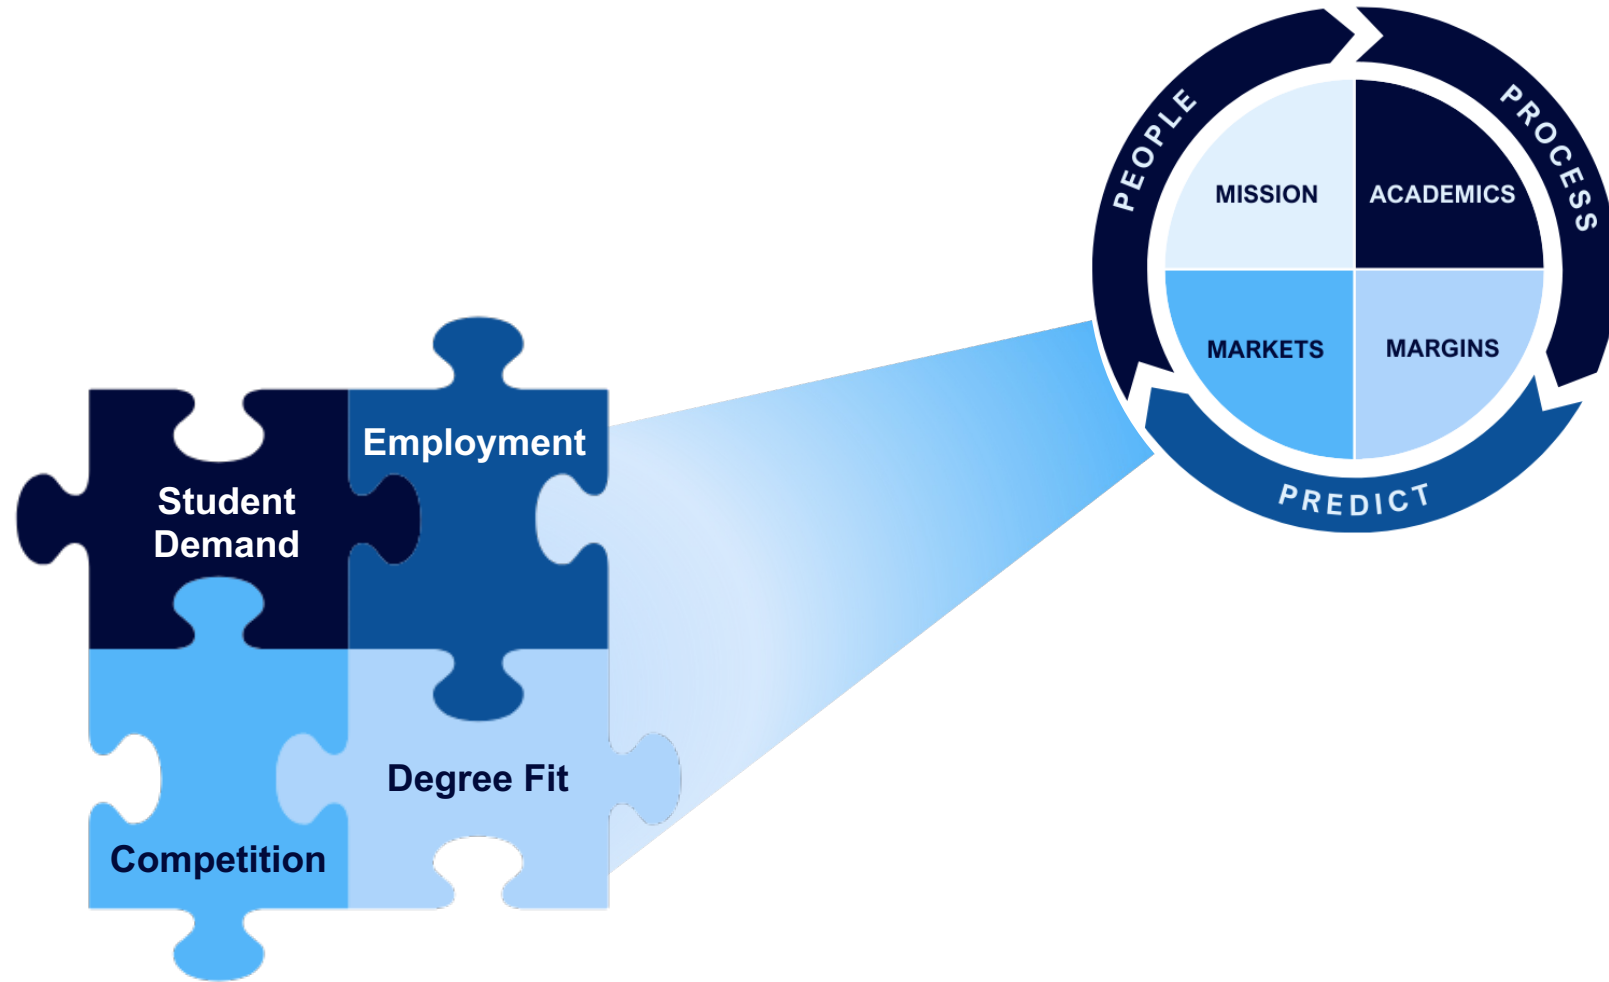 PEOPLE
PROCESS
MISSION
ACADEMICS
MARKETS
MARGINS
PREDICT
Employment
Student
Demand
Degree Fit
Competition